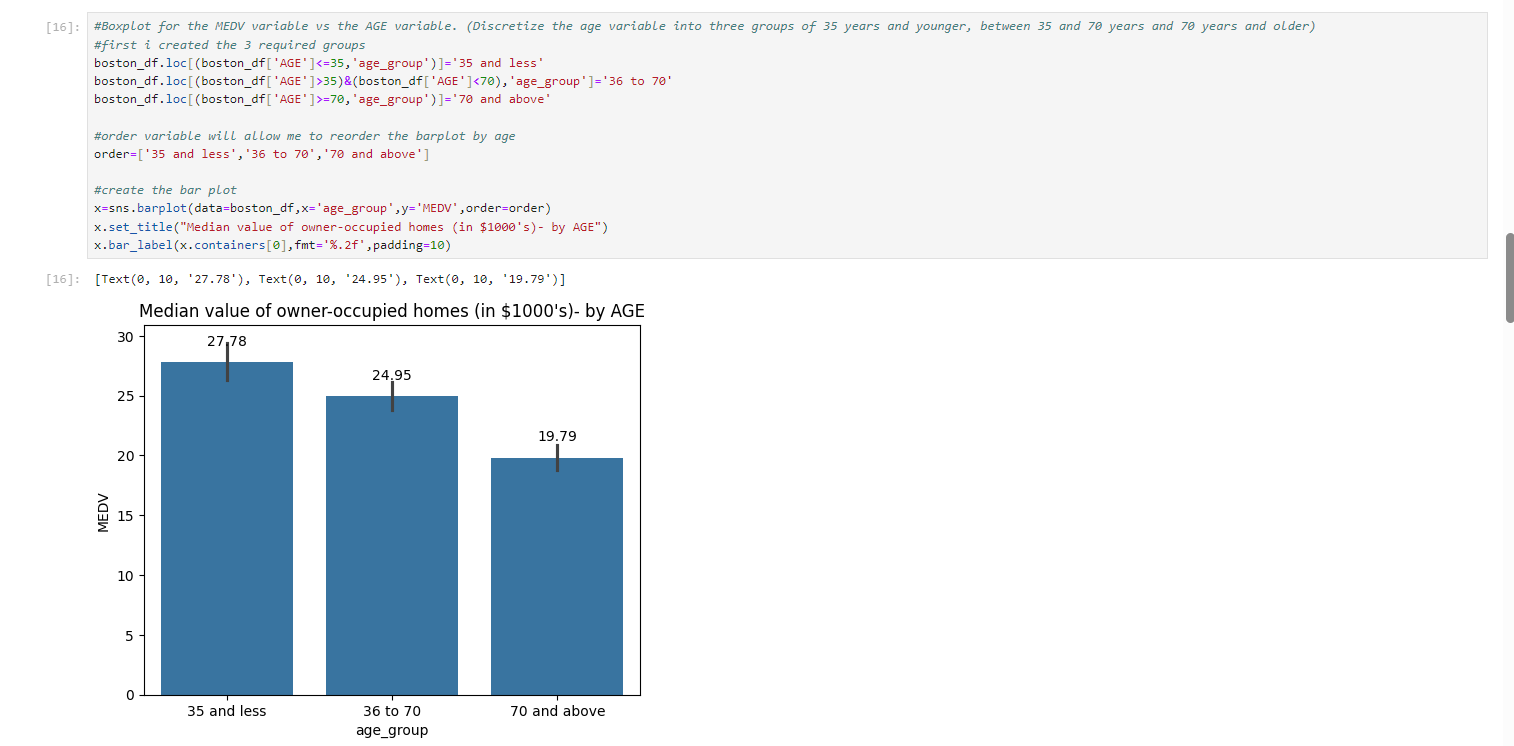 [16]: #Boxplot for the MEDV variable vs the AGE variable. (Discretize the age variable into three groups of 35 years and younger, between 35 and 70 years and 70 years and older)
#first i created the 3 required groups
boston_df.loc[(boston_df['AGE']<=35,'age_group')]='35 and less'
boston_df.loc[(boston_df['AGE']>35)&(boston_df['AGE']<70),'age_group']='36 to 70'
boston_df.loc[(boston_df['AGE']>=70,'age_group')]='70 and above'
#order variable will allow me to reorder the barplot by age
order=['35 and less','36 to 70','70 and above']
#create the bar plot
x=sns.barplot(data=boston_df,x='age_group',y='MEDV',order=order)
x.set_title("Median value of owner-occupied homes (in $1000's)- by AGE")
x.bar_label(x.containers[0],fmt='%.2f',padding=10)
[16]: [Text(0, 10, '27.78'), Text(0, 10, '24.95'), Text(0, 10, '19.79')]
Median value of owner-occupied homes (in $1000's)- by AGE
30
27.78
24.95
25
20
19.79
15
MEDV
10
5
0
35 and less 36 to 70 70 and above
age_group